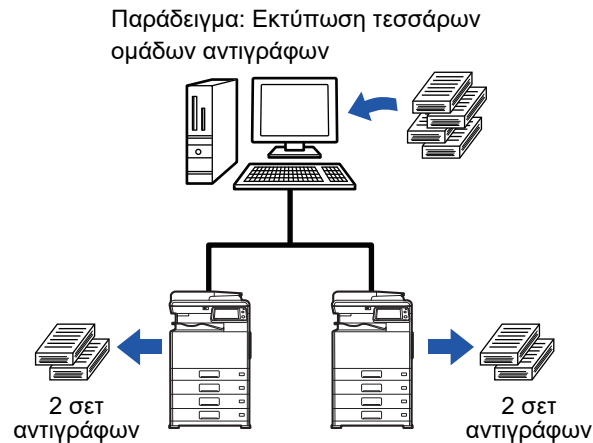 Παράδειγμα: Εκτύπωση τεσσάρων
ομάδων αντιγράφων
2 σετ
αντιγράφων
2 σετ
αντιγράφων